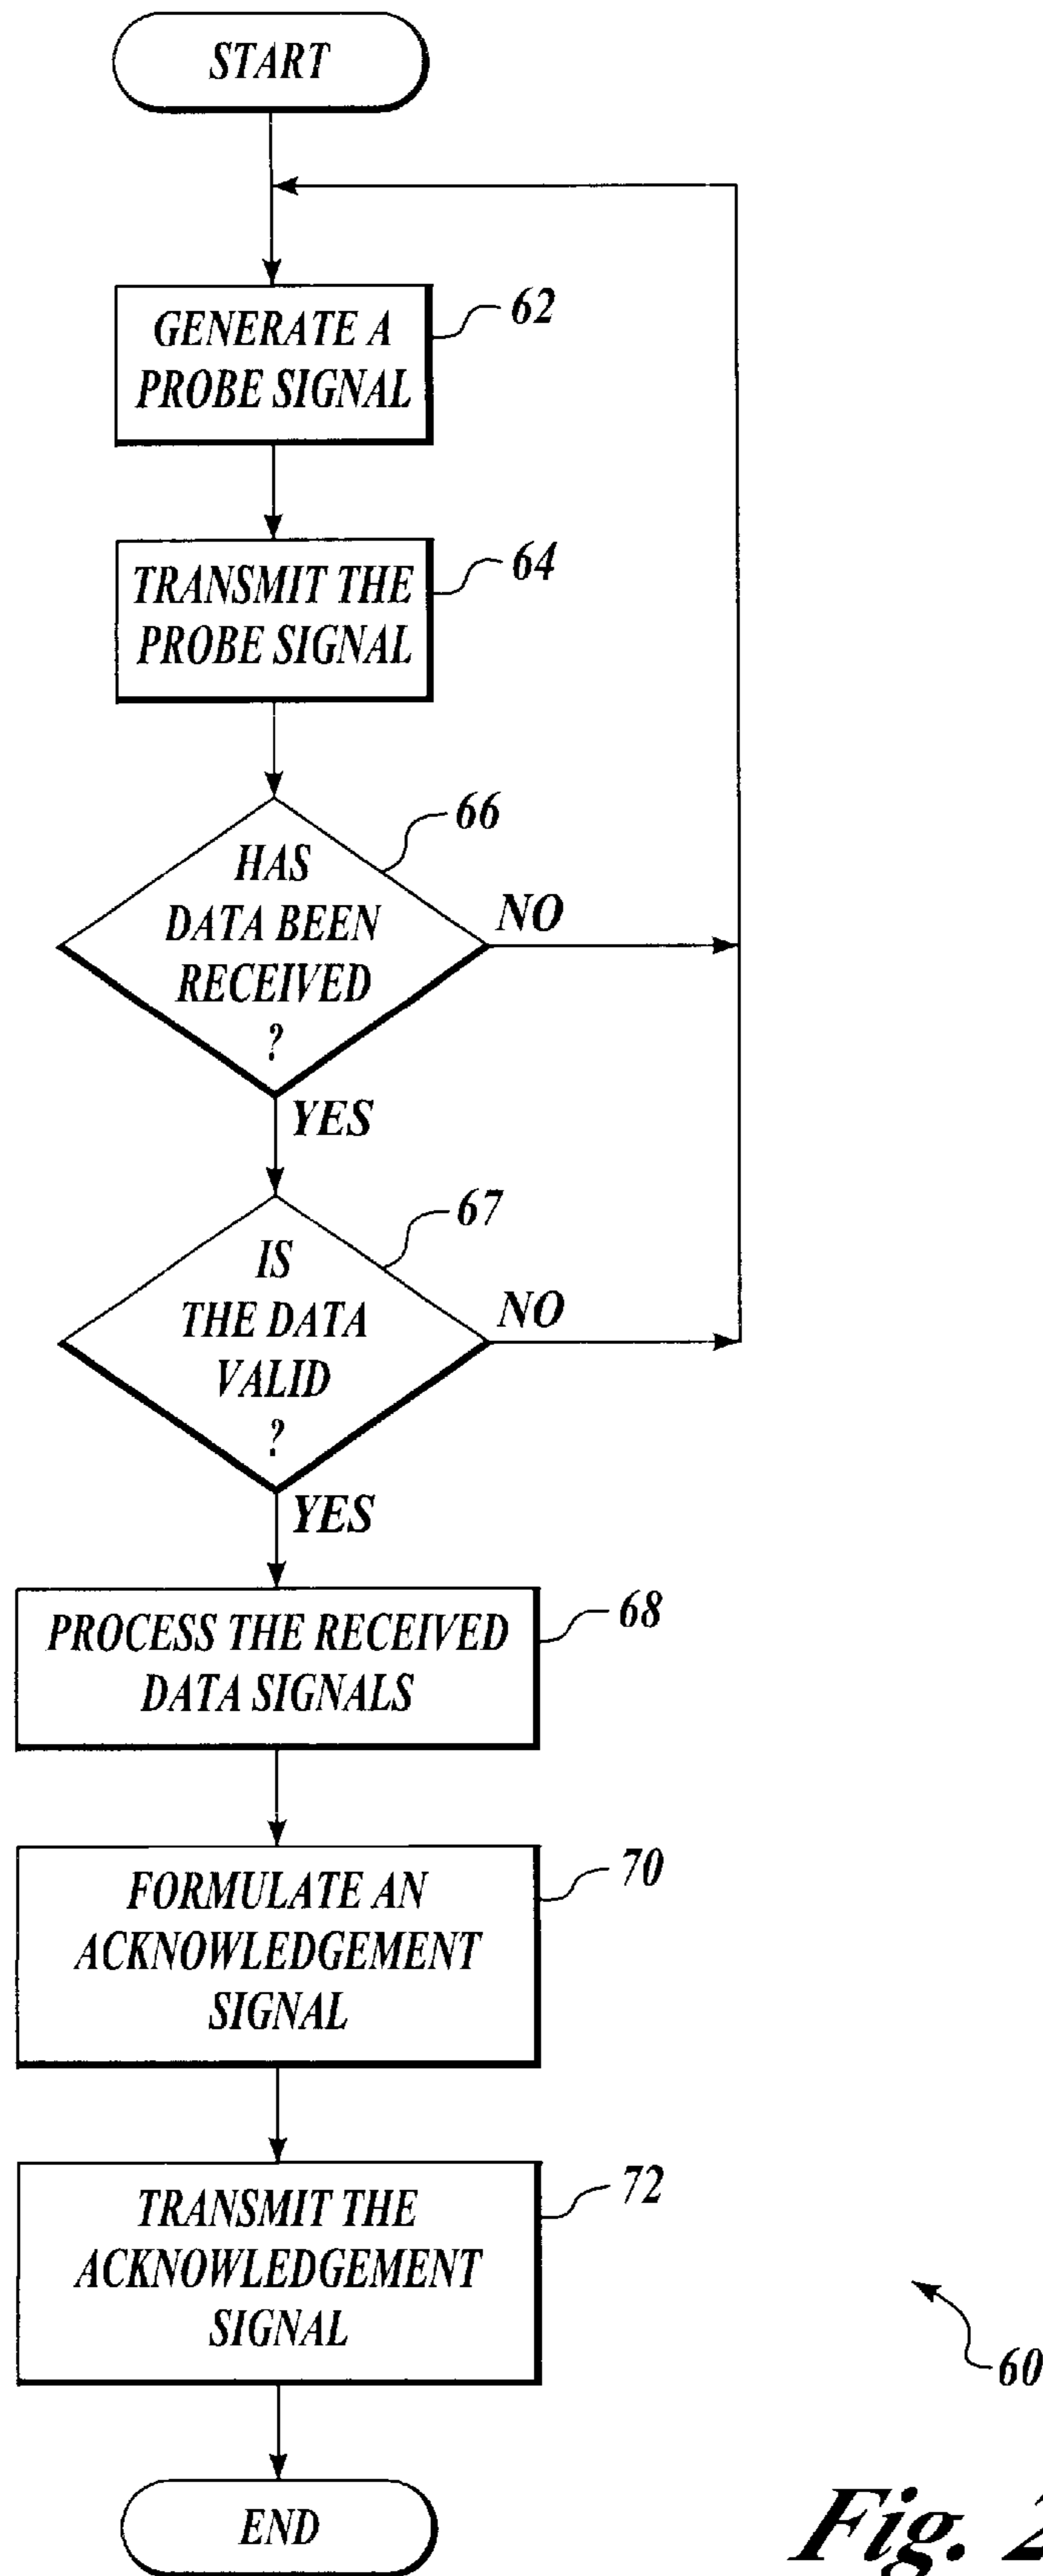 START
GENERATE A
PROBE SIGNAL
62
TRANSMIT THE
PROBE SIGNAL
64
HAS
DATA BEEN
RECEIVED
?
66
NO
YES
IS
THE DATA
VALID
?
67
NO
YES
PROCESS THE RECEIVED
DATA SIGNALS
68
FORMULATE AN
ACKNOWLEDGEMENT
SIGNAL
70
TRANSMIT THE
ACKNOWLEDGEMENT
SIGNAL
72
60
END
Fig. 2